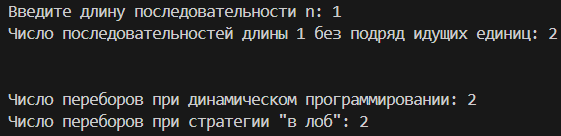 Введите длину последовательности n: 1
Число последовательностей длины 1 без подряд идущих единиц: 2
Число переборов при динамическом программировании: 2
Число переборов при стратегии "в лоб": 2